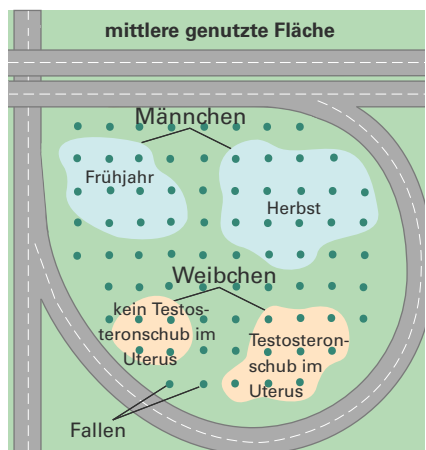 mittlere genutzte Fläche
Männchen
Frühjahr
Herbst
Weibchen
kein Testos-
teronschub im
Uterus
Testosteron-
schub im
Uterus
Fallen